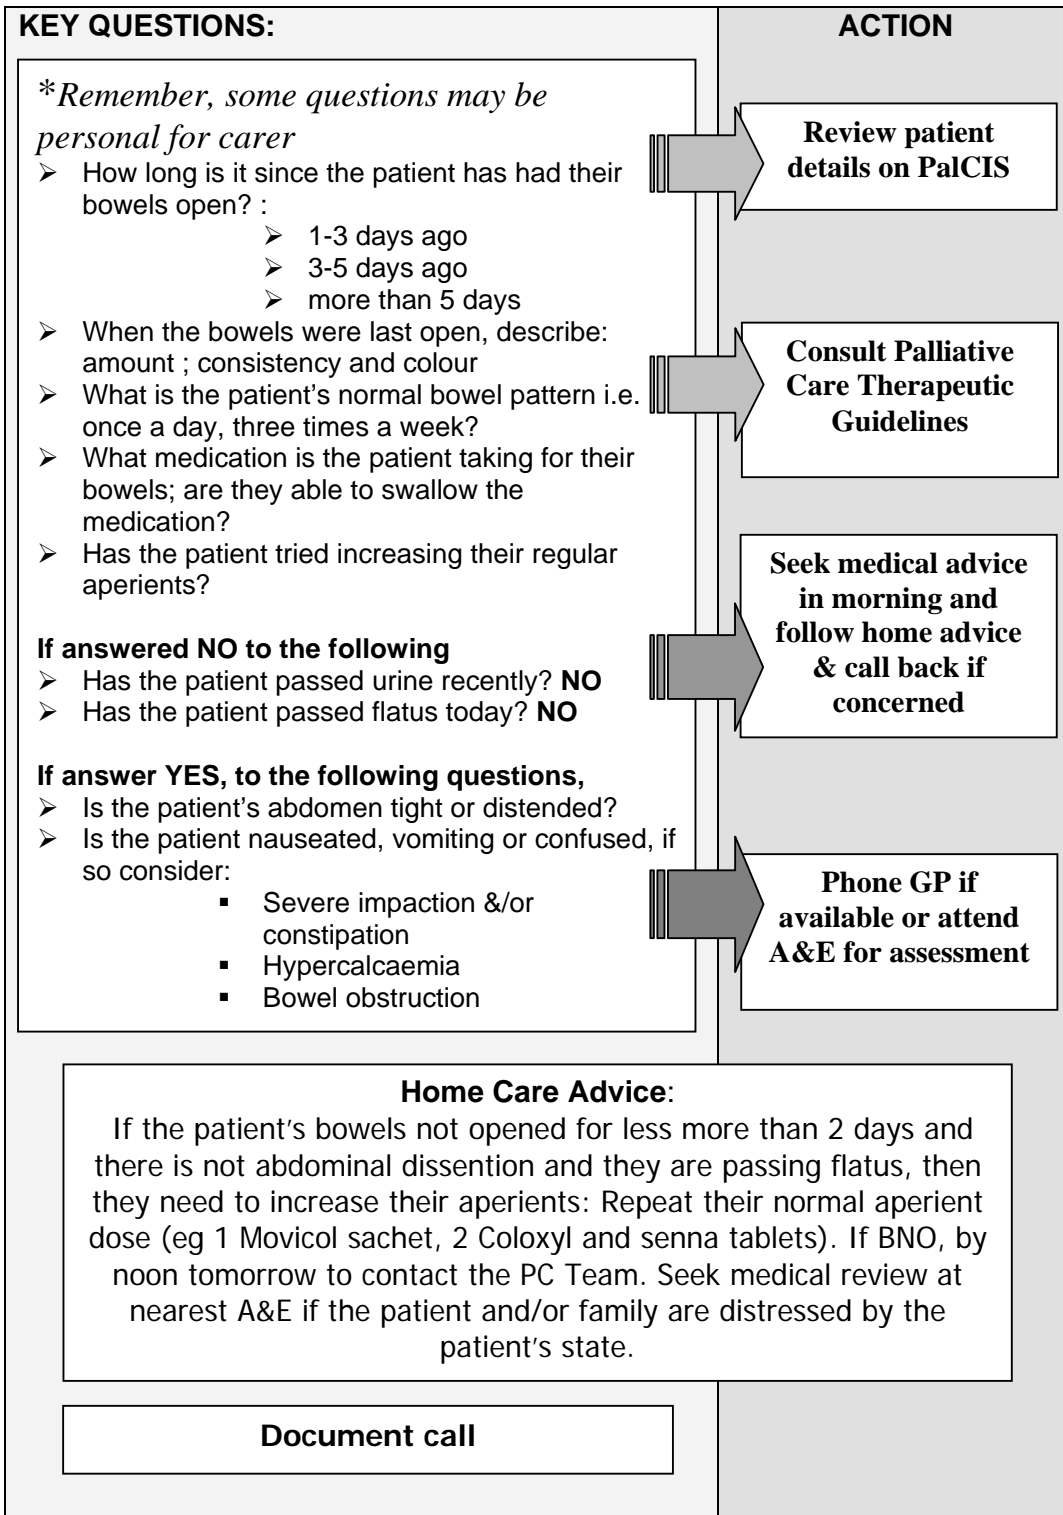 KEY QUESTIONS:
*Remember, some questions may be
personal for carer
➢ How long is it since the patient has had their
bowels open? :
➢ 1-3 days ago
➢ 3-5 days ago
➢ more than 5 days
➢ When the bowels were last open, describe:
amount ; consistency and colour
➢ What is the patient’s normal bowel pattern i.e.
once a day, three times a week?
➢ What medication is the patient taking for their
bowels; are they able to swallow the
medication?
➢ Has the patient tried increasing their regular
aperients?
If answered NO to the following
➢ Has the patient passed urine recently? NO
➢ Has the patient passed flatus today? NO
If answer YES, to the following questions,
➢ Is the patient’s abdomen tight or distended?
➢ Is the patient nauseated, vomiting or confused, if
so consider:
▪ Severe impaction &/or
constipation
▪ Hypercalcaemia
▪ Bowel obstruction
ACTION
Review patient
details on PalCIS
Consult Palliative
Care Therapeutic
Guidelines
Seek medical advice
in morning and
follow home advice
& call back if
concerned
Phone GP if
available or attend
A&E for assessment
Home Care Advice:
If the patient’s bowels not opened for less more than 2 days and
there is not abdominal dissention and they are passing flatus, then
they need to increase their aperients: Repeat their normal aperient
dose (eg 1 Movicol sachet, 2 Coloxyl and senna tablets). If BNO, by
noon tomorrow to contact the PC Team. Seek medical review at
nearest A&E if the patient and/or family are distressed by the
patient’s state.
Document call